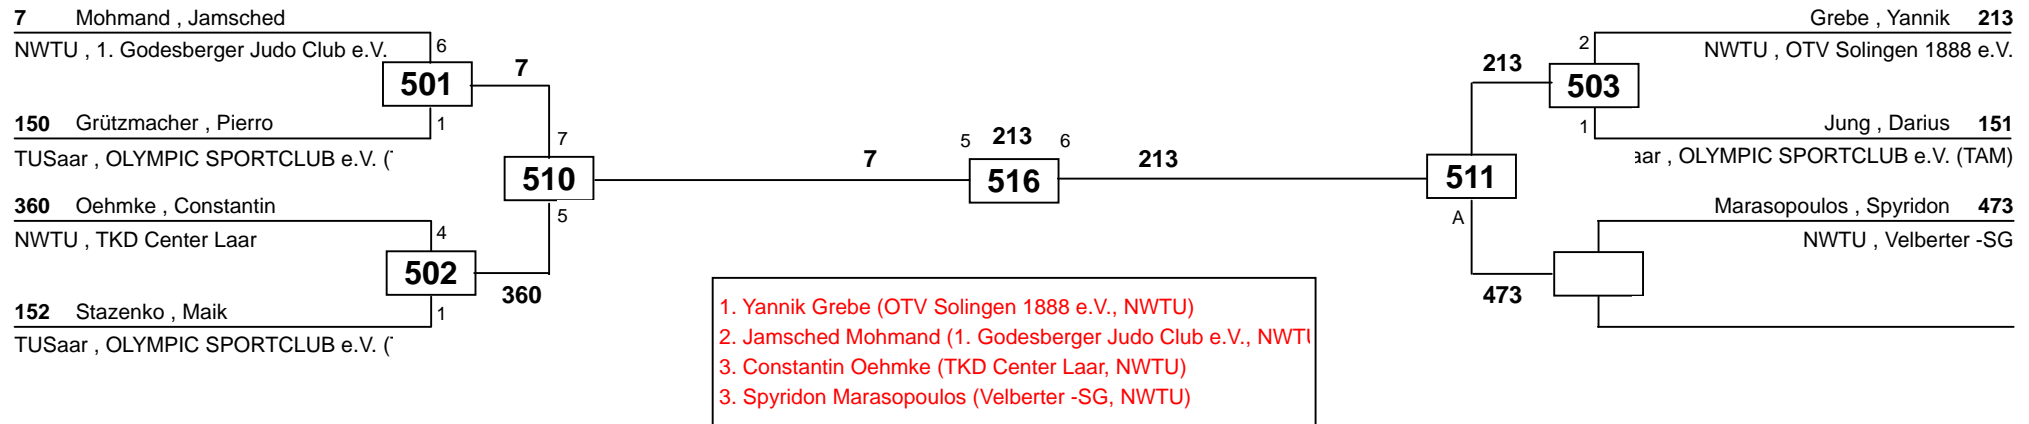 7 Mohmand , Jamsched
NWTU , 1. Godesberger Judo Club e.V.
6
501
7
1
150 Grützmacher , Pierro
TUSaar , OLYMPIC SPORTCLUB e.V. (
7
510
5
360 Oehmke , Constantin
NWTU , TKD Center Laar
4
502
360
1
152 Stazenko , Maik
TUSaar , OLYMPIC SPORTCLUB e.V. (
7
5 213 6
516
213
Grebe , Yannik 213
NWTU , OTV Solingen 1888 e.V.
2
213
503
1
Jung , Darius 151
aar , OLYMPIC SPORTCLUB e.V. (TAM)
511
A
Marasopoulos , Spyridon 473
NWTU , Velberter -SG
473
1. Yannik Grebe (OTV Solingen 1888 e.V., NWTU)
2. Jamsched Mohmand (1. Godesberger Judo Club e.V., NWTU
3. Constantin Oehmke (TKD Center Laar, NWTU)
3. Spyridon Marasopoulos (Velberter -SG, NWTU)